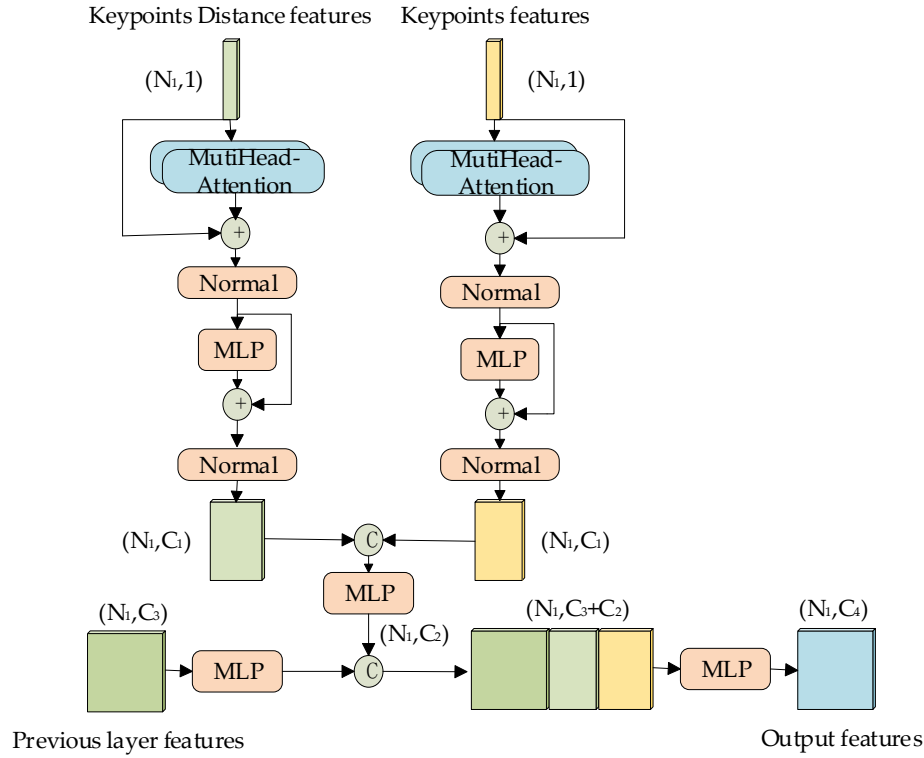 Keypoints Distance features
Keypoints features
(N₁,1)
(N₁,1)
MutiHead-
Attention
MutiHead-
Attention
+
+
Normal
Normal
MLP
MLP
+
+
Normal
Normal
(N₁,C₁)
C
(N₁,C₁)
MLP
(N₁,C₃)
(N₁,C₂)
(N₁,C₃+C₂)
(N₁,C₄)
MLP
C
MLP
Previous layer features
Output features